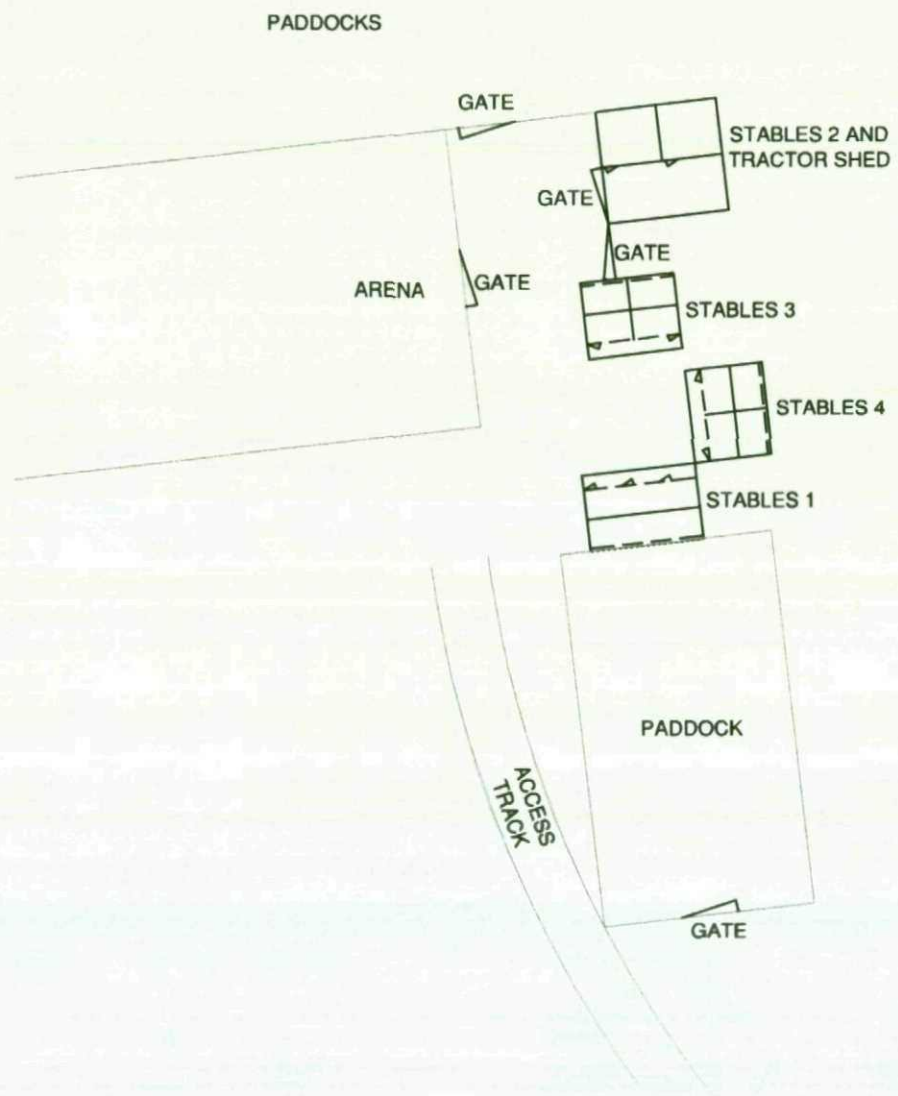 PADDOCKS
GATE
STABLES 2 AND
TRACTOR SHED
GATE
GATE
ARENA
GATE
STABLES 3
STABLES 4
STABLES 1
PADDOCK
ACCESS
TRACK
GATE